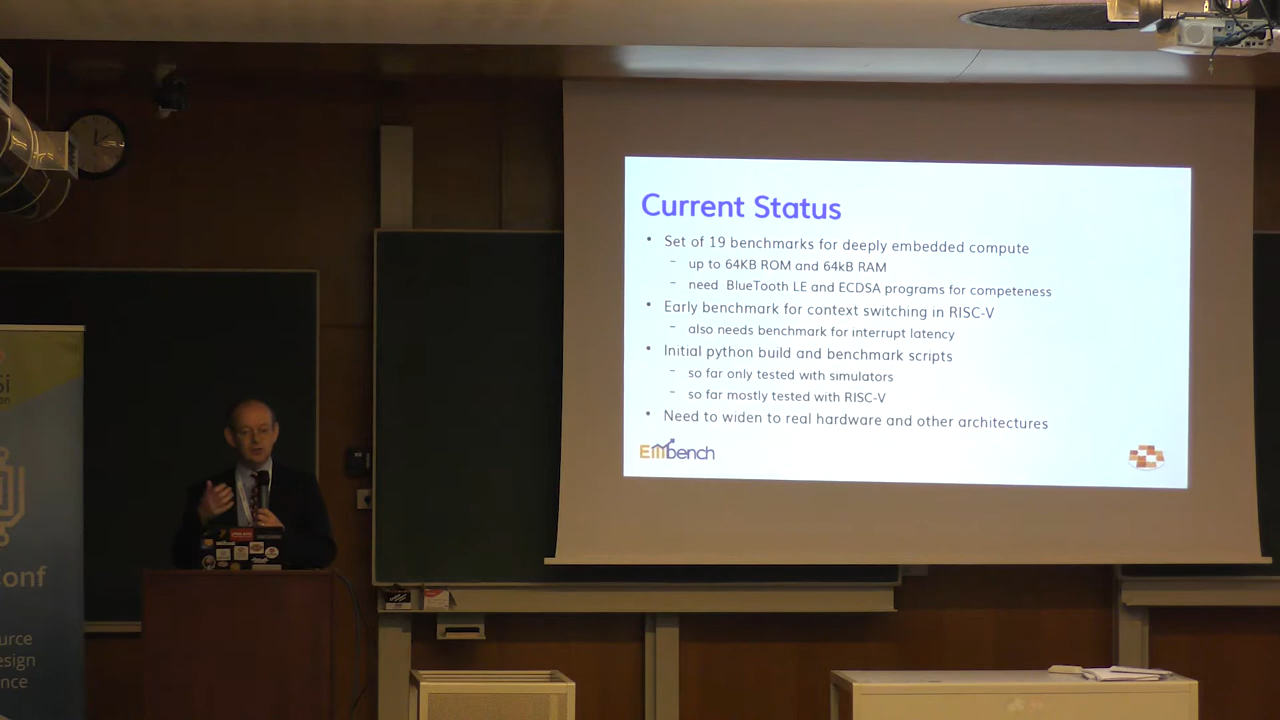 Current Status
• Set of 19 benchmarks for deeply embedded compute
– up to 64KB ROM and 64kB RAM
– need BlueTooth LE and ECDSA programs for competeness
• Early benchmark for context switching in RISC-V
– also needs benchmark for interrupt latency
• Initial python build and benchmark scripts
– so far only tested with simulators
– so far mostly tested with RISC-V
• Need to widen to real hardware and other architectures
Embench
Si
on
onf
urce
esign
nce